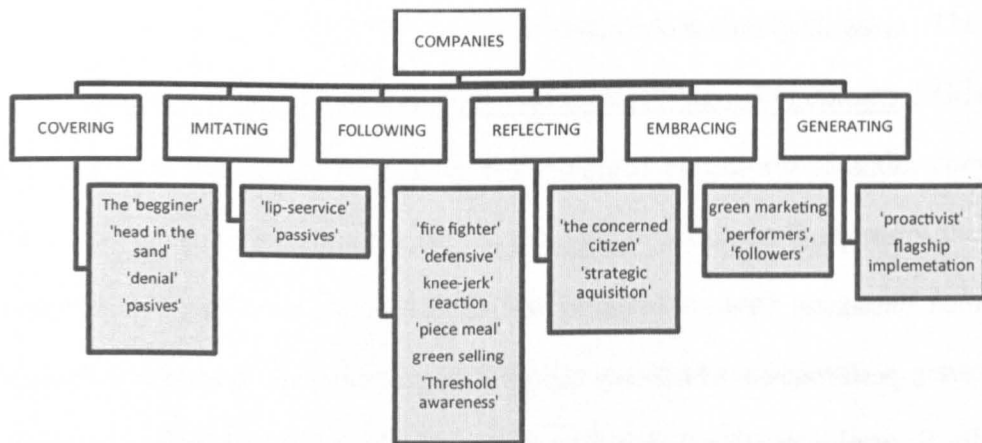 COMPANIES
COVERING
IMITATING
FOLLOWING
REFLECTING
EMBRACING
GENERATING
The 'begginer'
'head in the
sand'
'denial'
'pasives'
'lip-seervice'
'passives'
'fire fighter'
'defensive'
knee-jerk'
reaction
'piece meal'
green selling
'Threshold
awareness'
'the concerned
citizen'
'strategic
aquisition'
green marketing
'performers',
'followers'
'proactivist'
flagship
implemetation